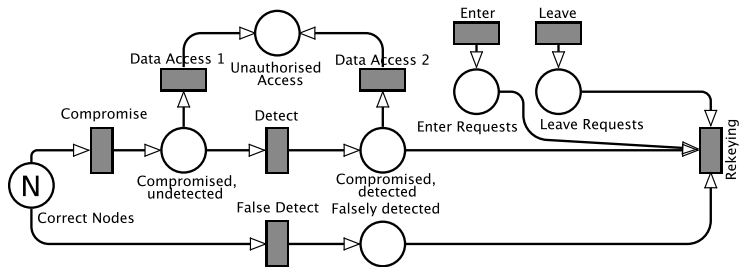 Enter
Leave
Data Access 1
Unauthorised
Access
Data Access 2
Compromise
Detect
Enter Requests
Leave Requests
Rekeying
N
Correct Nodes
Compromised,
undetected
Compromised,
detected
False Detect
Falsely detected